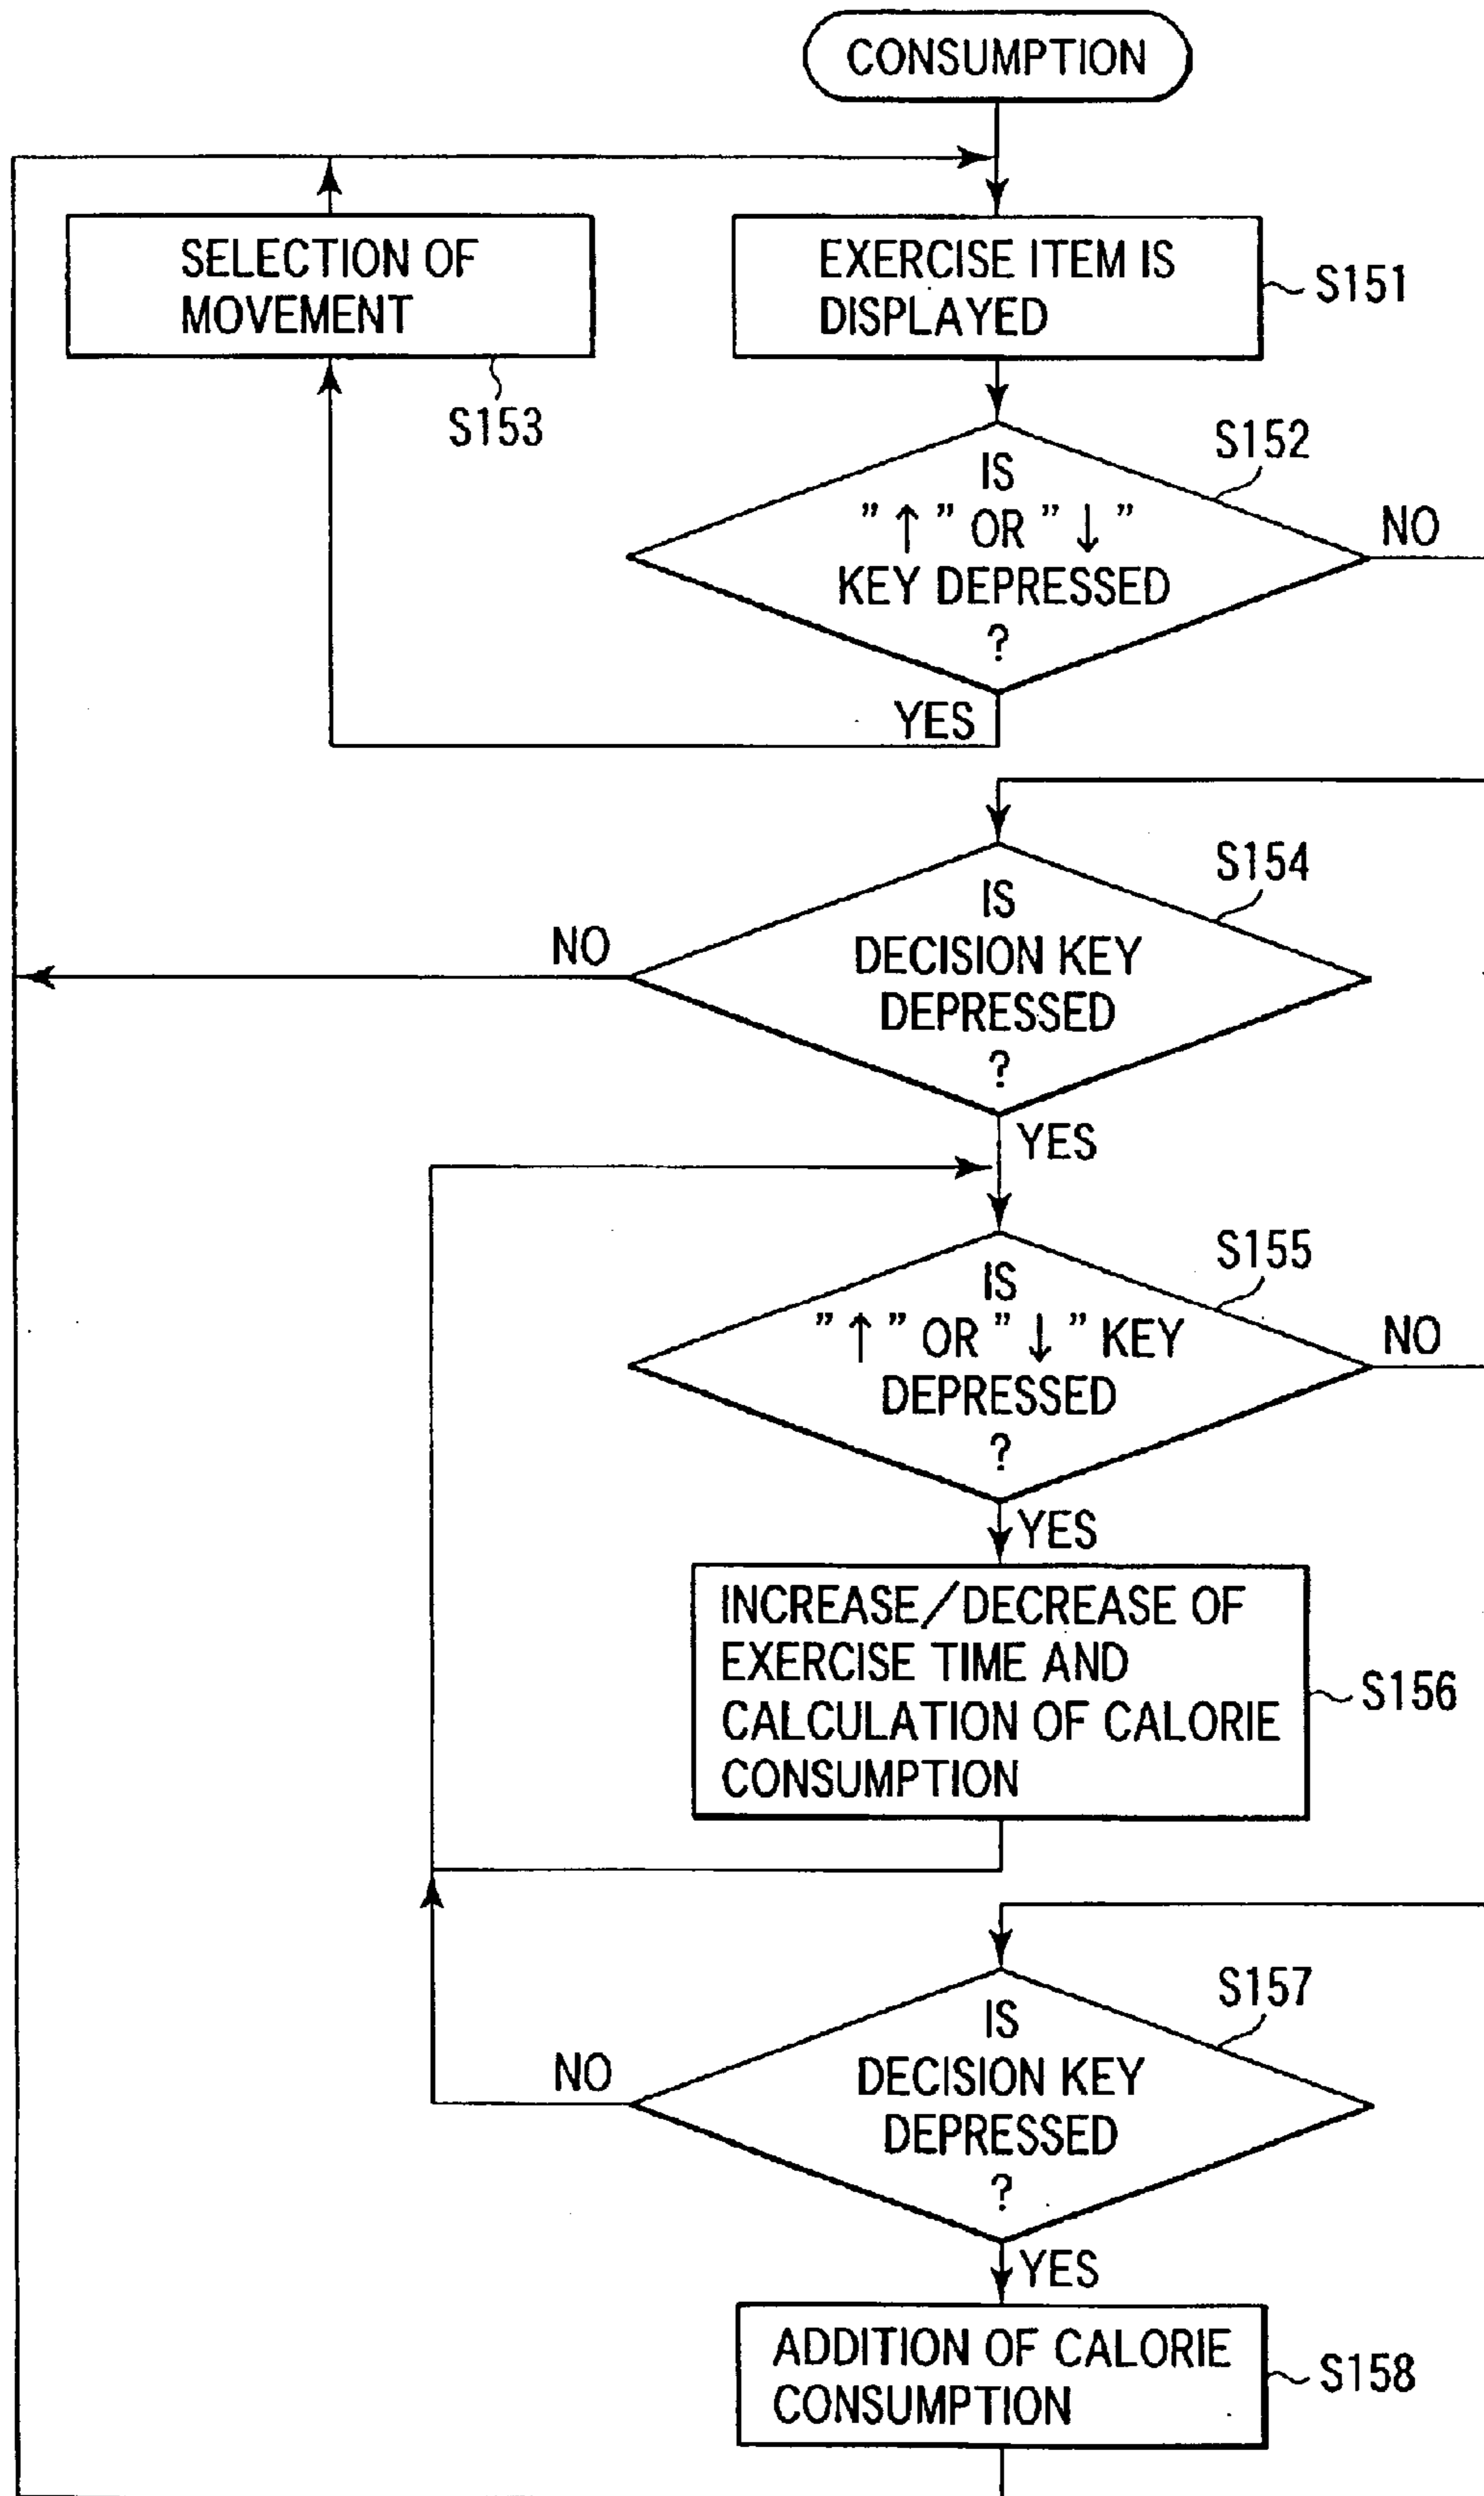 CONSUMPTION
SELECTION OF
MOVEMENT
S153
EXERCISE ITEM IS
DISPLAYED
S151
S152
IS
"↑" OR "↓"
KEY DEPRESSED
?
NO
YES
S154
IS
DECISION KEY
DEPRESSED
?
NO
YES
S155
IS
"↑" OR "↓" KEY
DEPRESSED
?
NO
YES
INCREASE/DECREASE OF
EXERCISE TIME AND
CALCULATION OF CALORIE
CONSUMPTION
S156
S157
IS
DECISION KEY
DEPRESSED
?
NO
YES
ADDITION OF CALORIE
CONSUMPTION
S158